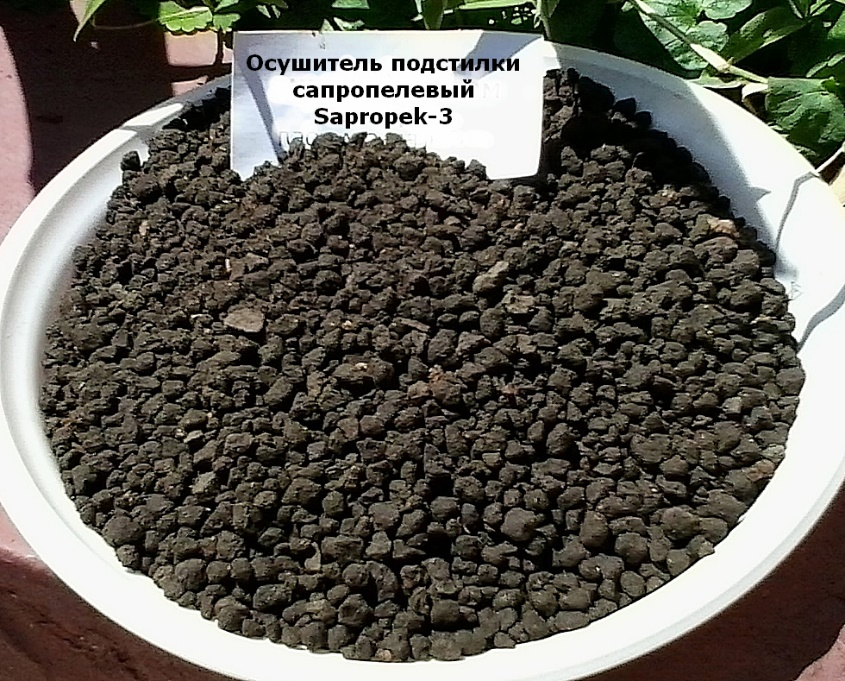 Осушитель подстилки
сапропелевый
Sapropek-3